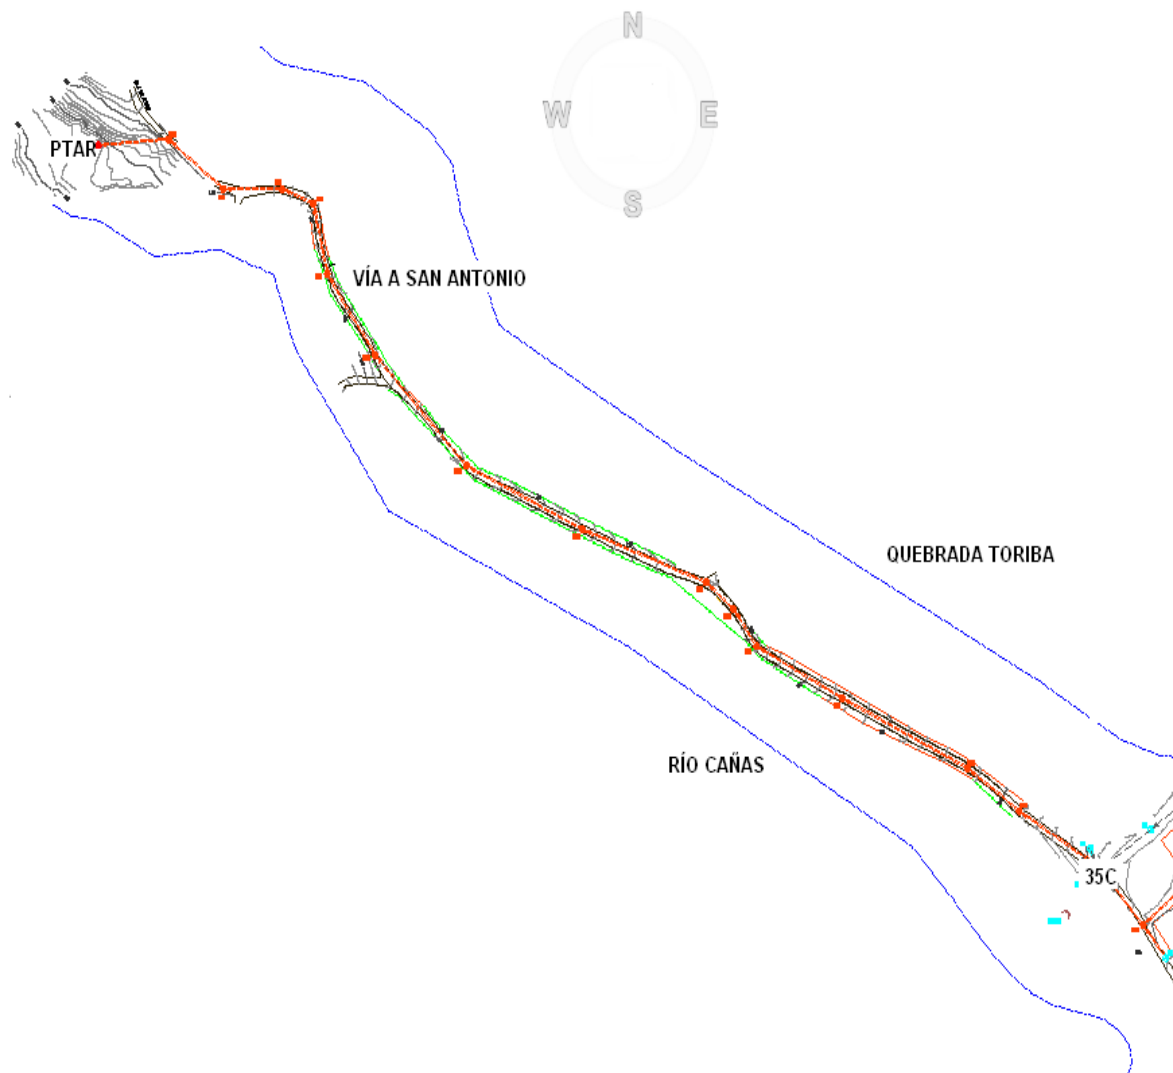 N
W E
S
PTAR
VÍA A SAN ANTONIO
QUEBRADA TORIBA
RÍO CAÑAS
35C